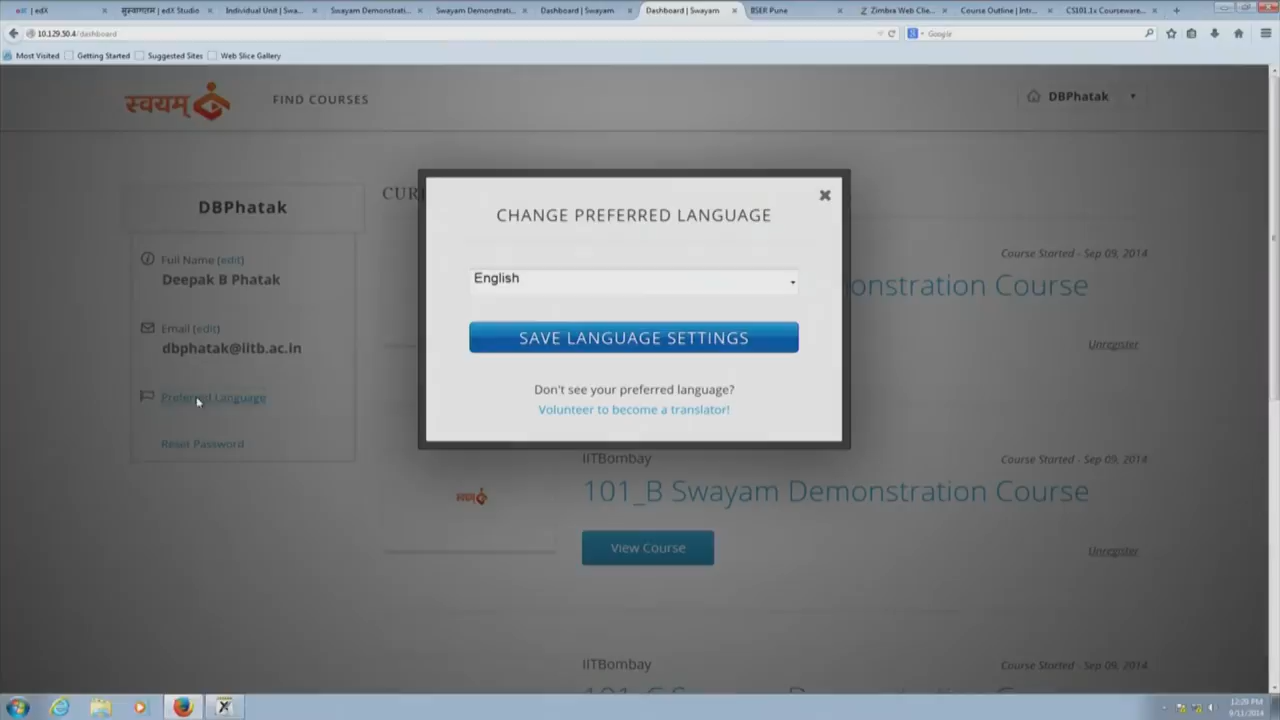 edX
सुस्वागतम | edX Studio
Individual Unit | Swa...
Swayam Demonstrati...
Swayam Demonstrati...
Dashboard | Swayam
Dashboard | Swayam
IISER Pune
Zimbra Web Clie...
Course Outline | Intr...
CS101.1x Courseware...
10.129.50.4/dashboard
Google
Most Visited
Getting Started
Suggested Sites
Web Slice Gallery
स्वयम्
FIND COURSES
DBPhatak
DBPhatak
Full Name (edit)
Deepak B Phatak
Email (edit)
dbphatak@iitb.ac.in
Preferred Language
Reset Password
CHANGE PREFERRED LANGUAGE
English
SAVE LANGUAGE SETTINGS
Don't see your preferred language?
Volunteer to become a translator!
Course Started - Sep 09, 2014
onstration Course
Unregister
IITBombay
Course Started - Sep 09, 2014
101_B Swayam Demonstration Course
View Course
Unregister
IITBombay
Course Started - Sep 09, 2014
12:20 PM
9/11/2014